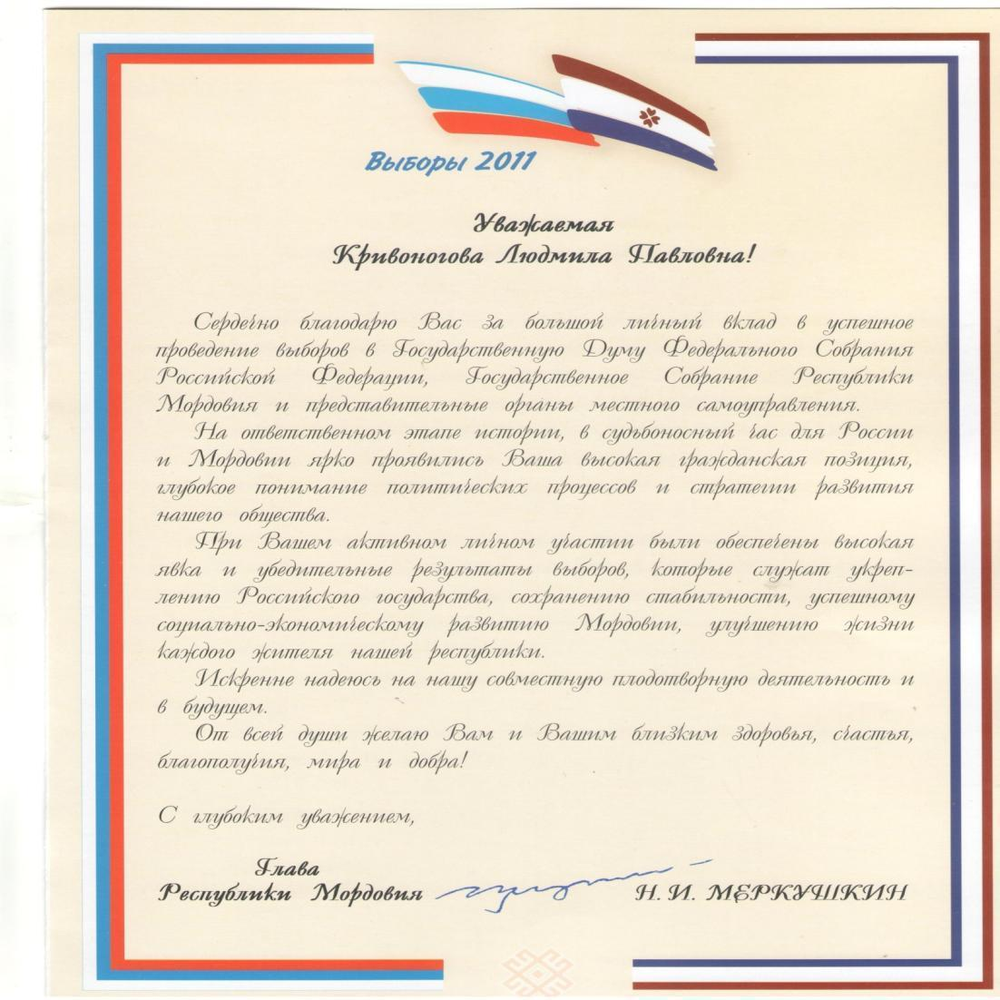 Выборы 2011
Уважаемая
Кривоногова Людмила Павловна!
Сердечно благодарю Вас за большой личный вклад в успешное
проведение выборов в Государственную Думу Федерального Собрания
Российской Федерации, Государственное Собрание Республики
Мордовия и представительные органы местного самоуправления.
На ответственном этапе истории, в судьбоносный час для России
и Мордовии ярко проявились Ваша высокая гражданская позиция,
глубокое понимание политических процессов и стратегии развития
нашего общества.
При Вашем активном личном участии были обеспечены высокая
явка и убедительные результаты выборов, которые служат укреп-
лению Российского государства, сохранению стабильности, успешному
социально-экономическому развитию Мордовии, улучшению жизни
каждого жителя нашей республики.
Искренне надеюсь на нашу совместную плодотворную деятельность и
в будущем.
От всей души желаю Вам и Вашим близким здоровья, счастья,
благополучия, мира и добра!
С глубоким уважением,
Глава
Республики Мордовия Н. И. МЕРКУШКИН